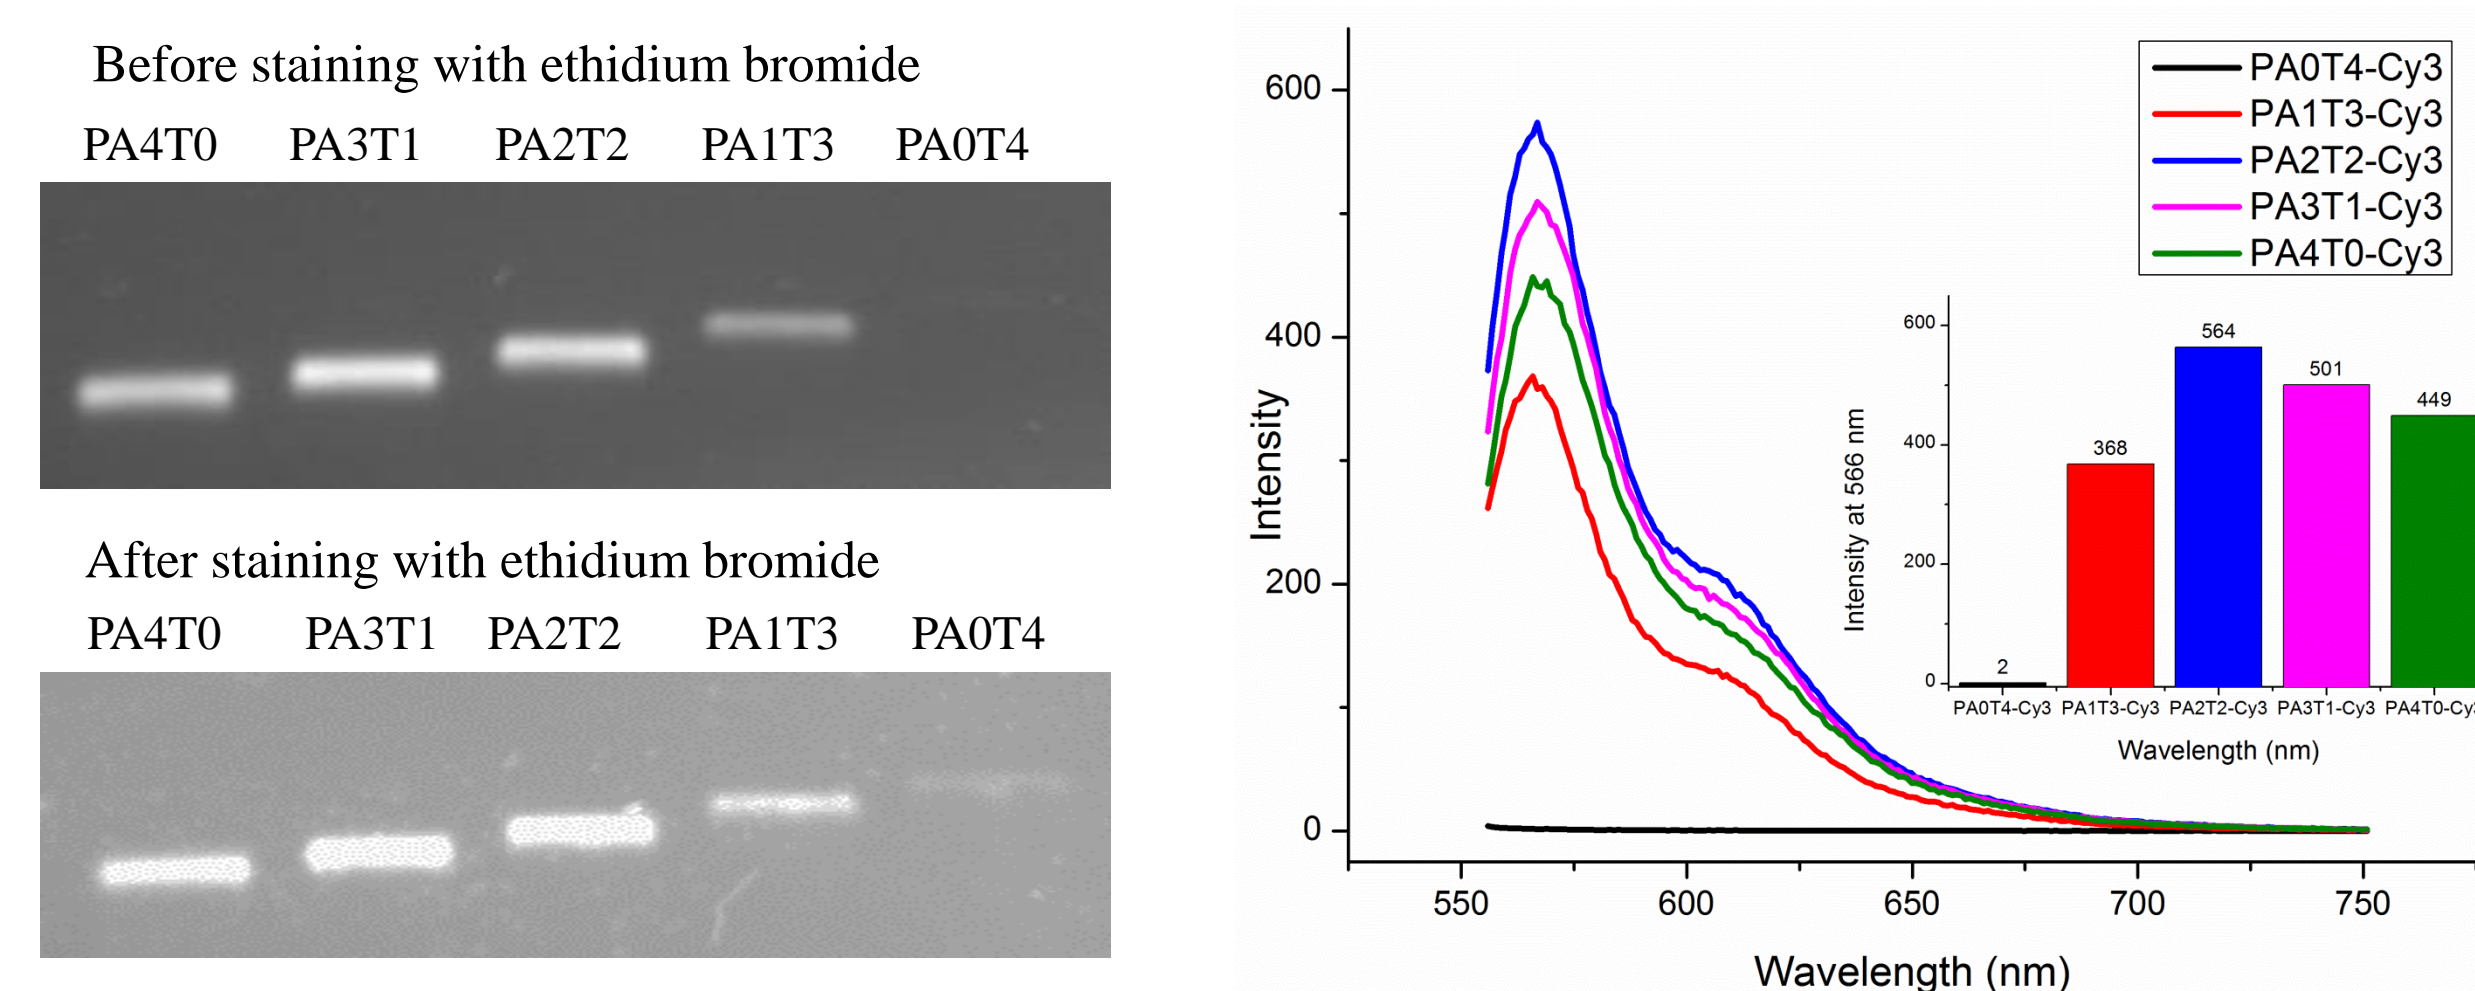 Before staining with ethidium bromide
PA4T0 PA3T1 PA2T2 PA1T3 PA0T4
After staining with ethidium bromide
PA4T0 PA3T1 PA2T2 PA1T3 PA0T4
Intensity
600
400
200
0
550 600 650 700 750
Wavelength (nm)
PA0T4-Cy3
PA1T3-Cy3
PA2T2-Cy3
PA3T1-Cy3
PA4T0-Cy3
Intensity at 566 nm
600
400
200
0
2 368 564 501 449
PA0T4-Cy3 PA1T3-Cy3 PA2T2-Cy3 PA3T1-Cy3 PA4T0-Cy3
Wavelength (nm)